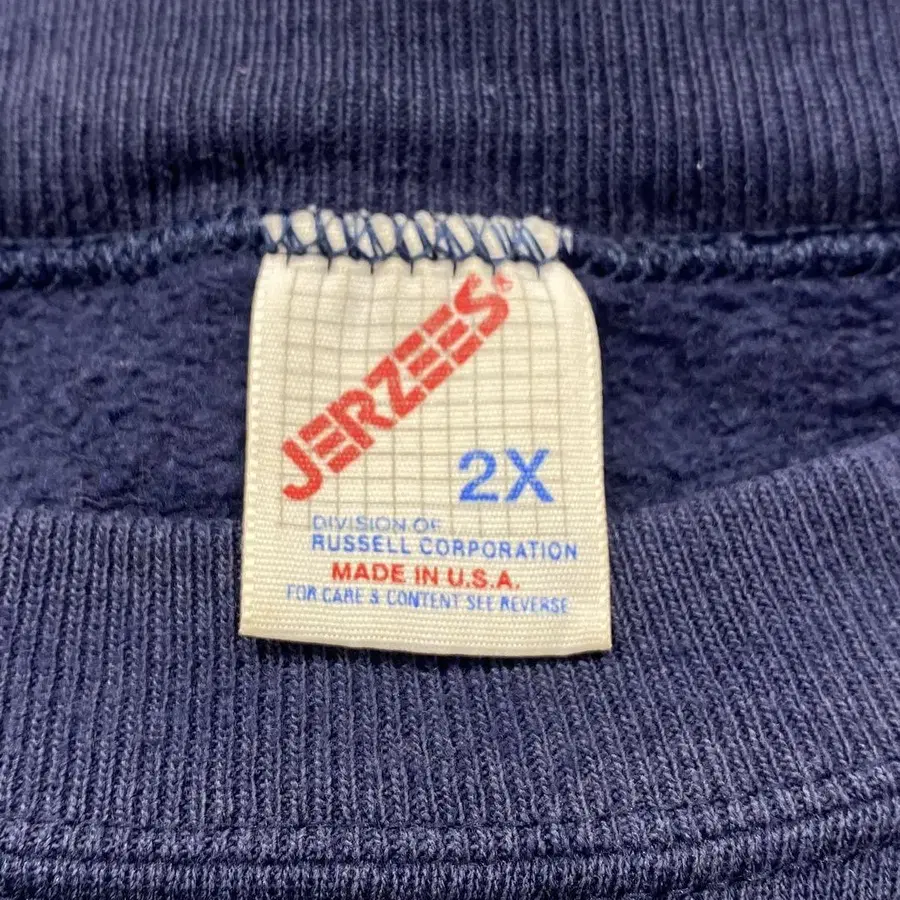 JERZEES®
2X
DIVISION OF
RUSSELL CORPORATION
MADE IN U.S.A.
FOR CARE & CONTENT SEE REVERSE